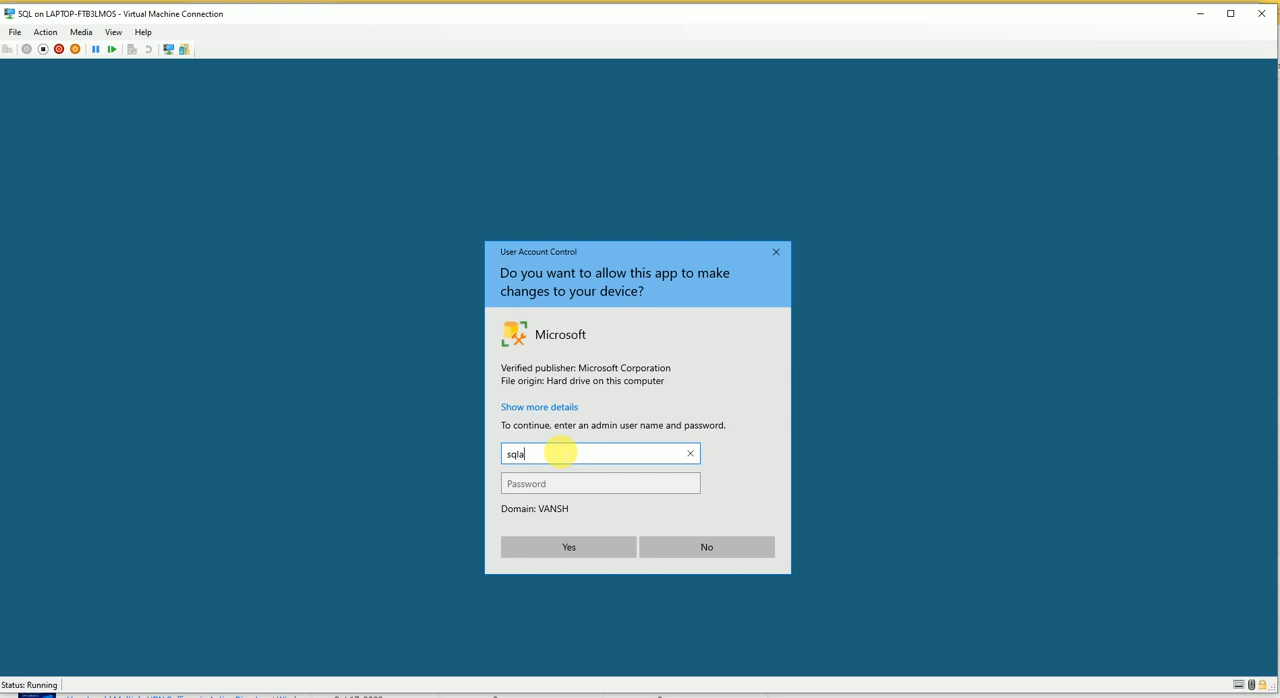 SQL on LAPTOP-FTB3LMOS - Virtual Machine Connection
File Action Media View Help
User Account Control
Do you want to allow this app to make
changes to your device?
Microsoft
Verified publisher: Microsoft Corporation
File origin: Hard drive on this computer
Show more details
To continue, enter an admin user name and password.
sqla
Password
Domain: VANSH
Yes No
Status: Running